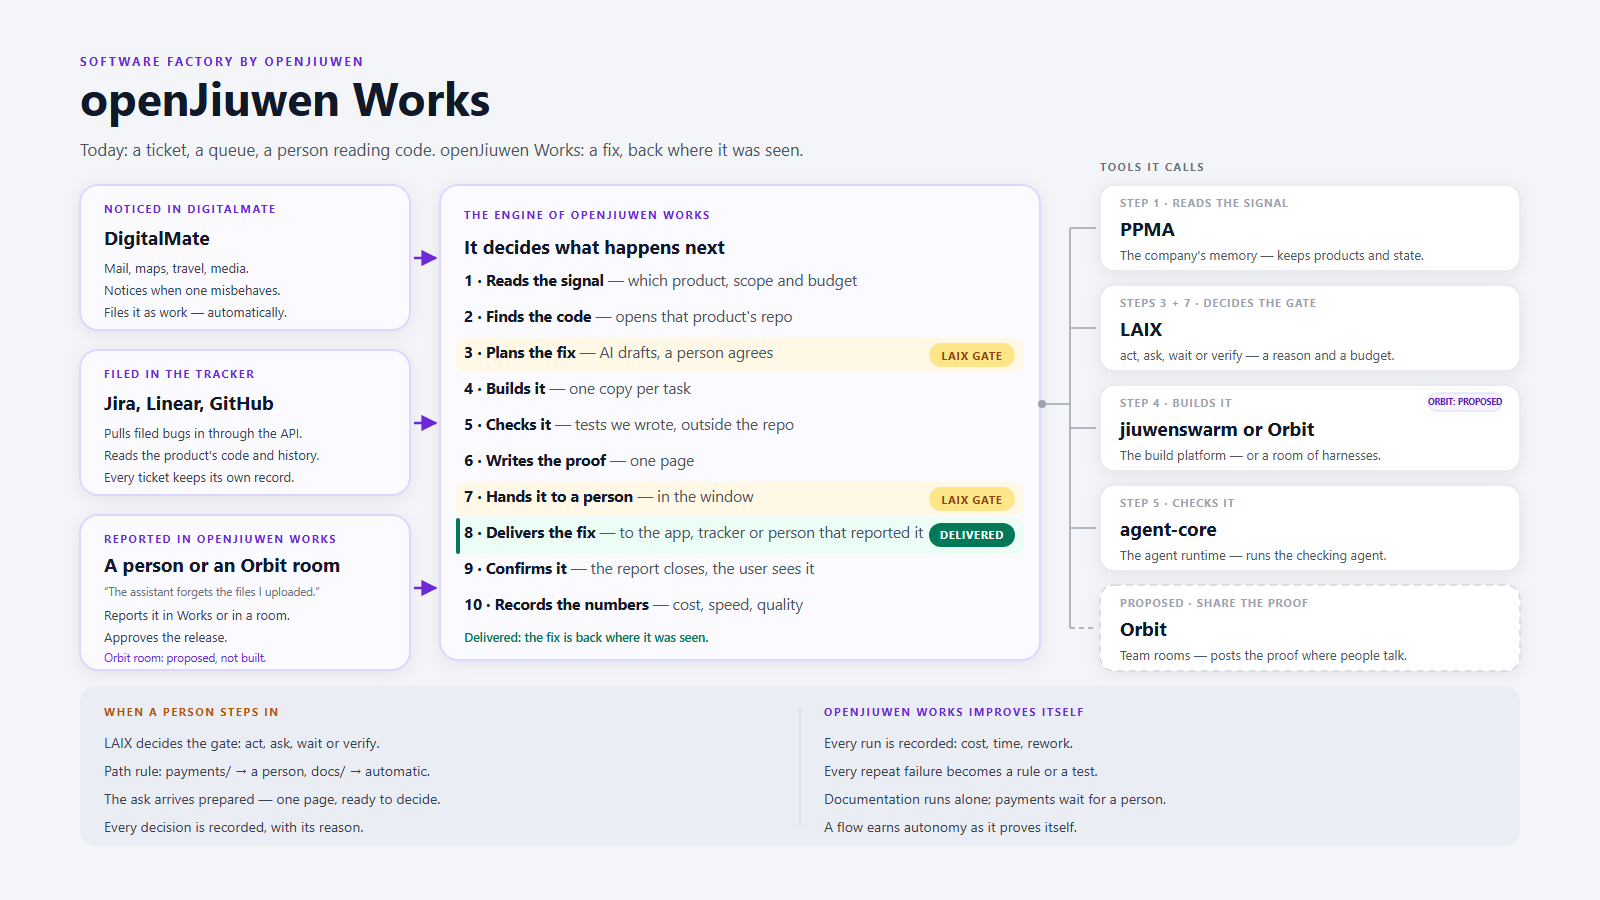 SOFTWARE FACTORY BY OPENJIUWEN
openJiuwen Works
Today: a ticket, a queue, a person reading code. openJiuwen Works: a fix, back where it was seen.
NOTICED IN DIGITALMATE
DigitalMate
Mail, maps, travel, media.
Notices when one misbehaves.
Files it as work — automatically.
FILED IN THE TRACKER
Jira, Linear, GitHub
Pulls filed bugs in through the API.
Reads the product's code and history.
Every ticket keeps its own record.
REPORTED IN OPENJIUWEN WORKS
A person or an Orbit room
“The assistant forgets the files I uploaded.”
Reports it in Works or in a room.
Approves the release.
Orbit room: proposed, not built.
THE ENGINE OF OPENJIUWEN WORKS
It decides what happens next
1 · Reads the signal — which product, scope and budget
2 · Finds the code — opens that product's repo
3 · Plans the fix — AI drafts, a person agrees LAIX GATE
4 · Builds it — one copy per task
5 · Checks it — tests we wrote, outside the repo
6 · Writes the proof — one page
7 · Hands it to a person — in the window LAIX GATE
8 · Delivers the fix — to the app, tracker or person that reported it DELIVERED
9 · Confirms it — the report closes, the user sees it
10 · Records the numbers — cost, speed, quality
Delivered: the fix is back where it was seen.
TOOLS IT CALLS
STEP 1 · READS THE SIGNAL
PPMA
The company's memory — keeps products and state.
STEPS 3 + 7 · DECIDES THE GATE
LAIX
act, ask, wait or verify — a reason and a budget.
STEP 4 · BUILDS IT ORBIT: PROPOSED
jiuwenswarm or Orbit
The build platform — or a room of harnesses.
STEP 5 · CHECKS IT
agent-core
The agent runtime — runs the checking agent.
PROPOSED · SHARE THE PROOF
Orbit
Team rooms — posts the proof where people talk.
WHEN A PERSON STEPS IN
LAIX decides the gate: act, ask, wait or verify.
Path rule: payments/ → a person, docs/ → automatic.
The ask arrives prepared — one page, ready to decide.
Every decision is recorded, with its reason.
OPENJIUWEN WORKS IMPROVES ITSELF
Every run is recorded: cost, time, rework.
Every repeat failure becomes a rule or a test.
Documentation runs alone; payments wait for a person.
A flow earns autonomy as it proves itself.